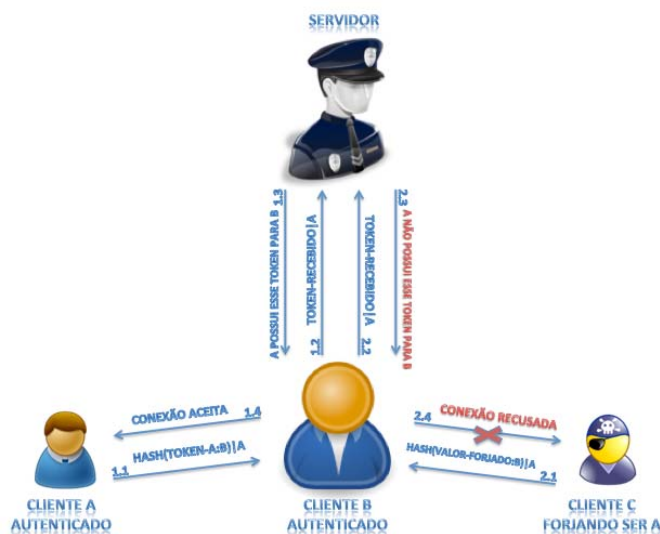 SERVIDOR
1.3
A POSSUI ESSE TOKEN PARA B
TOKEN-RECEBIDO|A
1.2
TOKEN-RECEBIDO|A
2.2
2.3
A NÃO POSSUI ESSE TOKEN PARA B
CONEXÃO ACEITA
1.4
1.1
HASH(TOKEN-A:B)|A
2.4
CONEXÃO RECUSADA
HASH(VALOR-FORJADO:B)|A
2.1
CLIENTE A
AUTENTICADO
CLIENTE B
AUTENTICADO
CLIENTE C
FORJANDO SER A